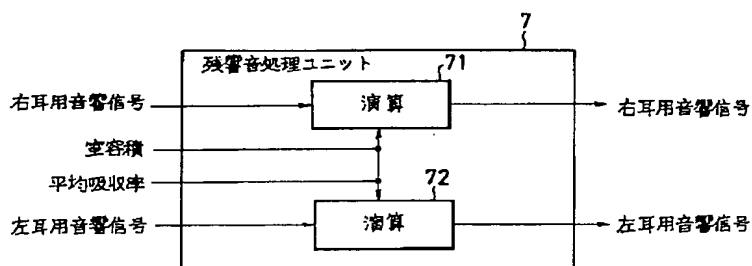 7
残響音処理ユニット
71
右耳用音響信号
演算
右耳用音響信号
室容積
平均吸収率
72
左耳用音響信号
演算
左耳用音響信号